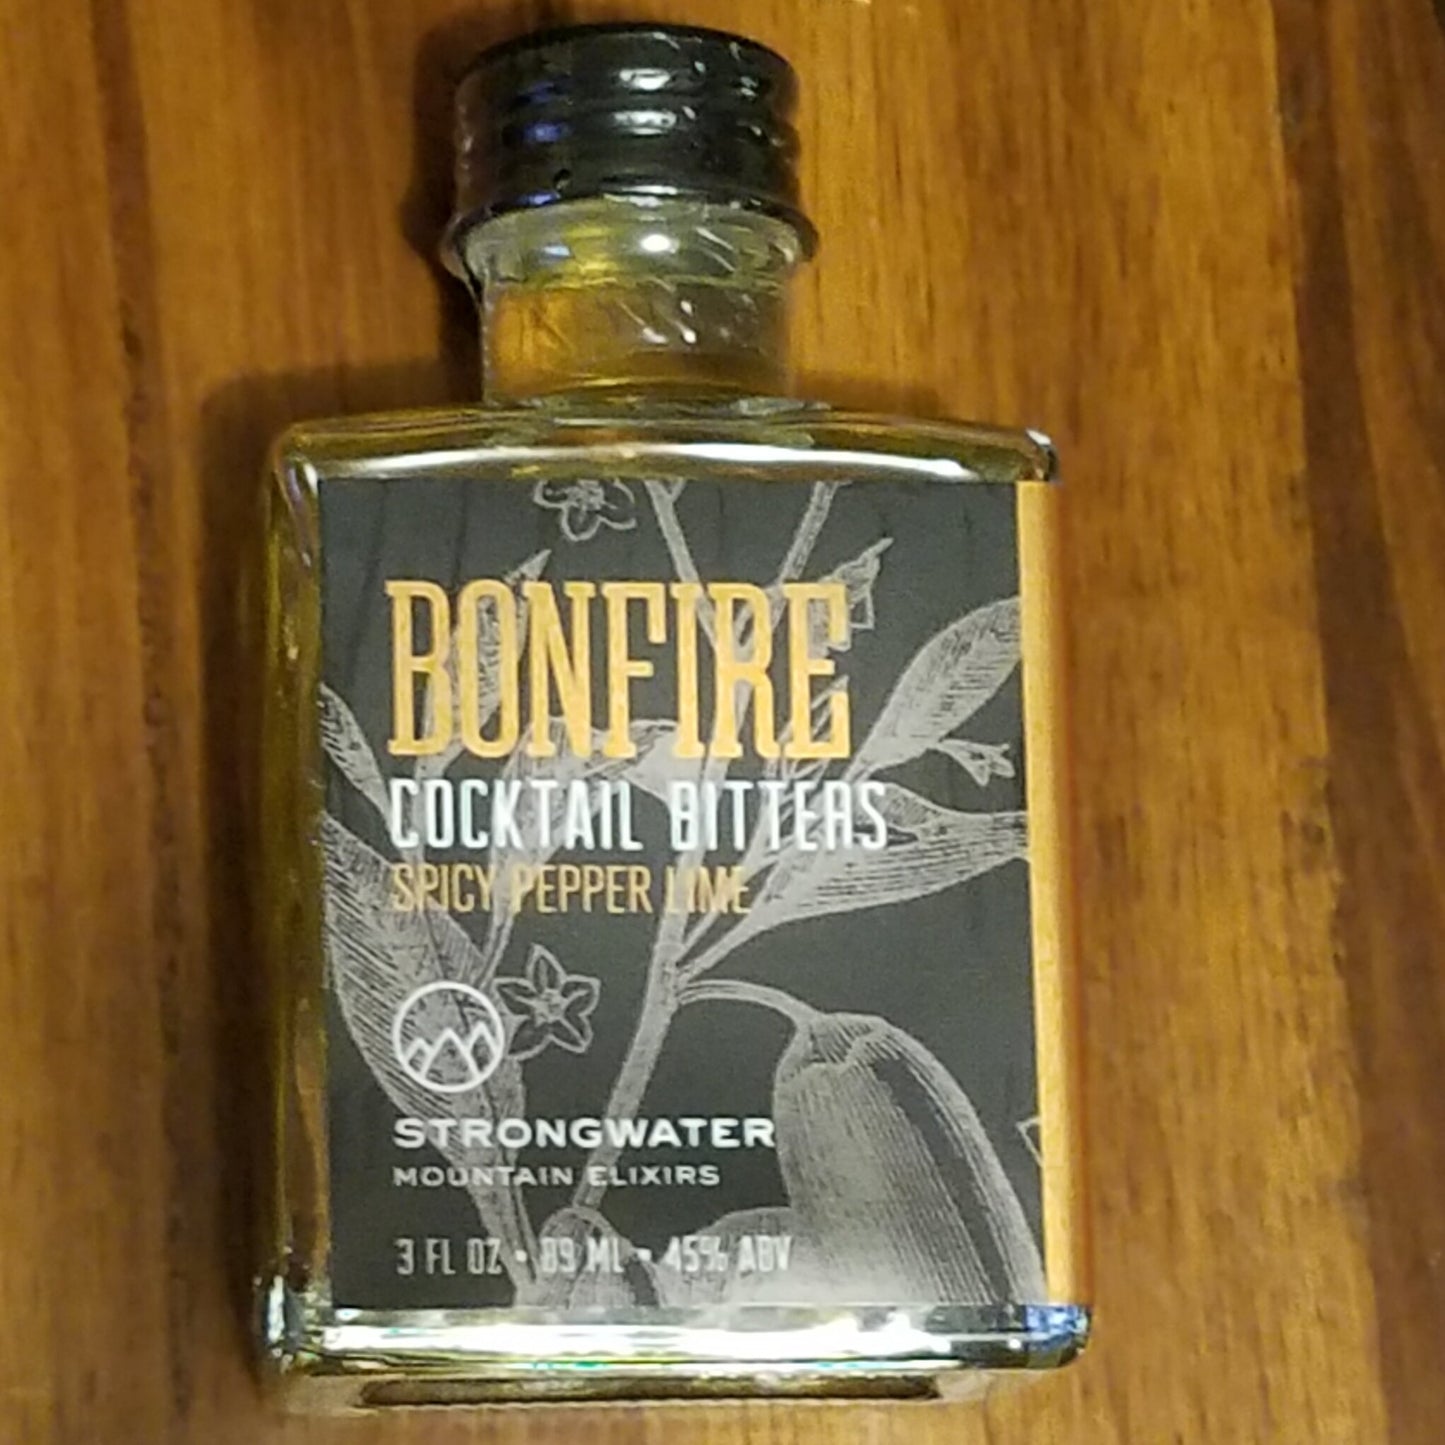 BONFIRE
COCKTAIL BITTERS
SPICY PEPPER LIME
STRONGWATER
MOUNTAIN ELIXIRS
3 FL OZ • 89 ML • 45% ABV